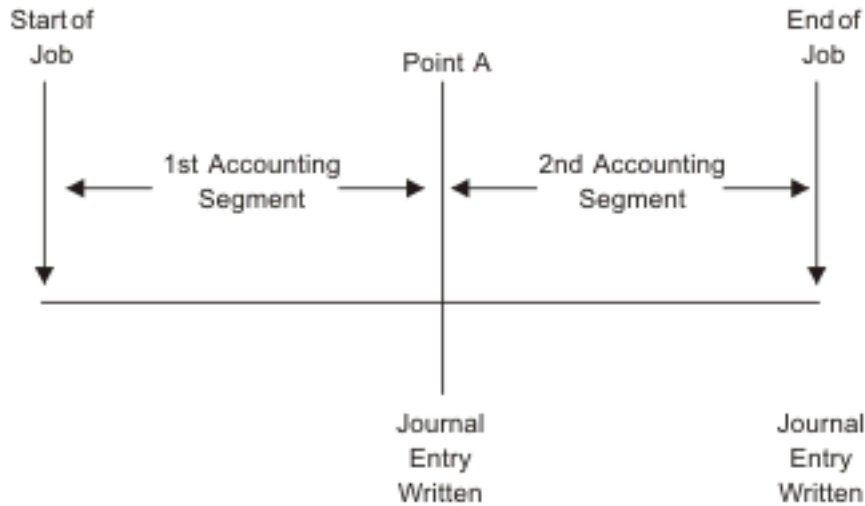 Start of
Job
Point A
End of
Job
1st Accounting
Segment
2nd Accounting
Segment
Journal
Entry
Written
Journal
Entry
Written